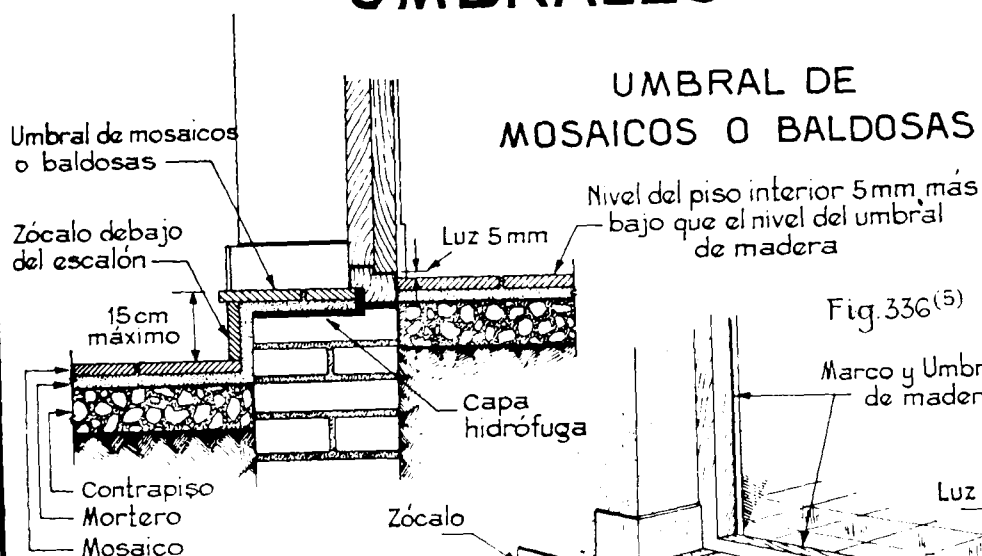 UMBRALES
UMBRAL DE
MOSAICOS O BALDOSAS
Umbral de mosaicos
o baldosas
Zócalo debajo
del escalón
15 cm
máximo
Luz 5 mm
Nivel del piso interior 5 mm más
bajo que el nivel del umbral
de madera
Fig. 336(5)
Marco y Umbr
de mader
Capa
hidrófuga
Contrapiso
Mortero
Mosaico
Zócalo
Luz